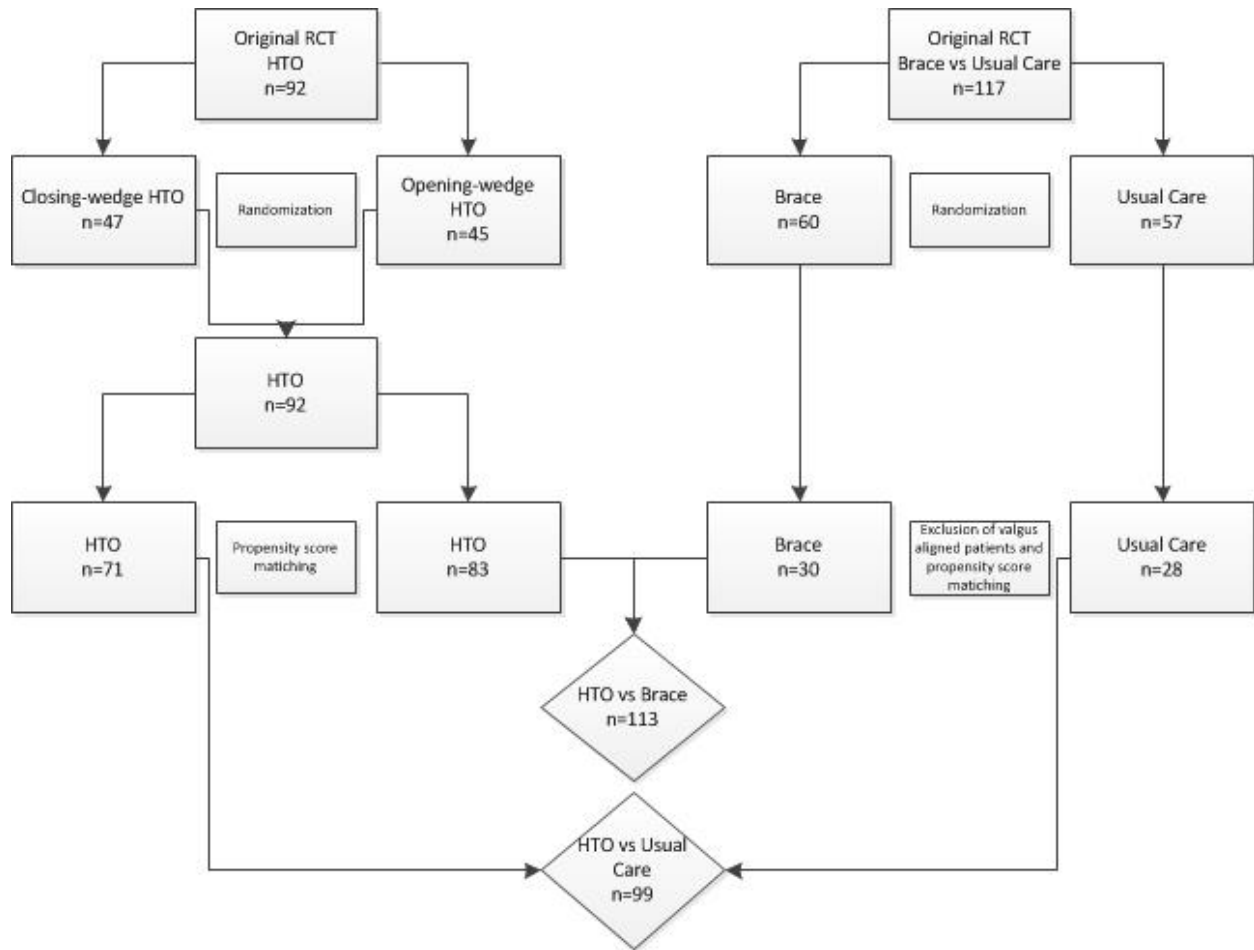 Original RCT
HTO
n=92
Original RCT
Brace vs Usual Care
n=117
Closing-wedge HTO
n=47
Randomization
Opening-wedge
HTO
n=45
Brace
n=60
Randomization
Usual Care
n=57
HTO
n=92
HTO
n=71
Propensity score
matiching
HTO
n=83
Brace
n=30
Exclusion of valgus
aligned patients and
propensity score
matiching
Usual Care
n=28
HTO vs Brace
n=113
HTO vs Usual
Care
n=99